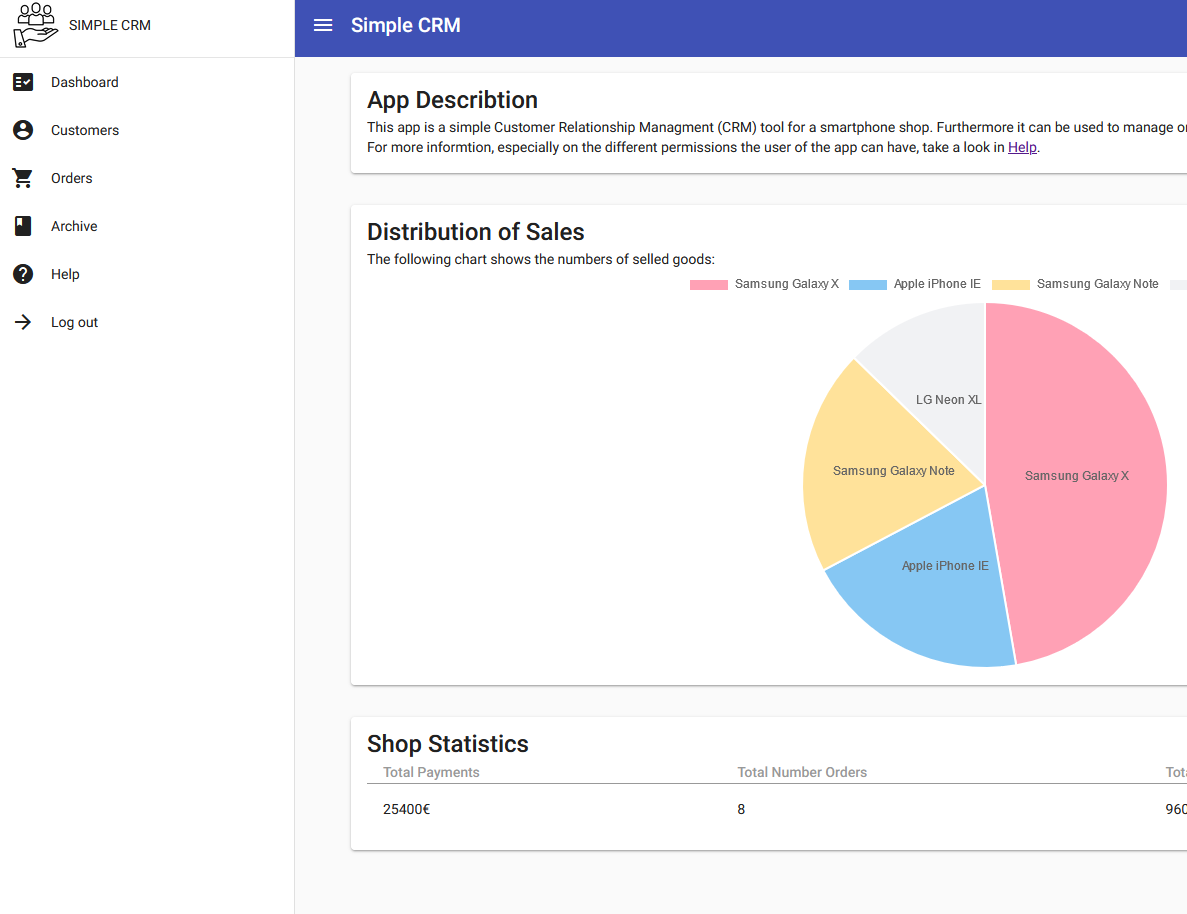 SIMPLE CRM
Simple CRM
Dashboard
Customers
Orders
Archive
Help
Log out
App Describtion
This app is a simple Customer Relationship Managment (CRM) tool for a smartphone shop. Furthermore it can be used to manage
For more informtion, especially on the different permissions the user of the app can have, take a look in Help.
Distribution of Sales
The following chart shows the numbers of selled goods:
Samsung Galaxy X Apple iPhone IE Samsung Galaxy Note
LG Neon XL
Samsung Galaxy Note
Samsung Galaxy X
Apple iPhone IE
Shop Statistics
Total Payments Total Number Orders
25400€ 8 960